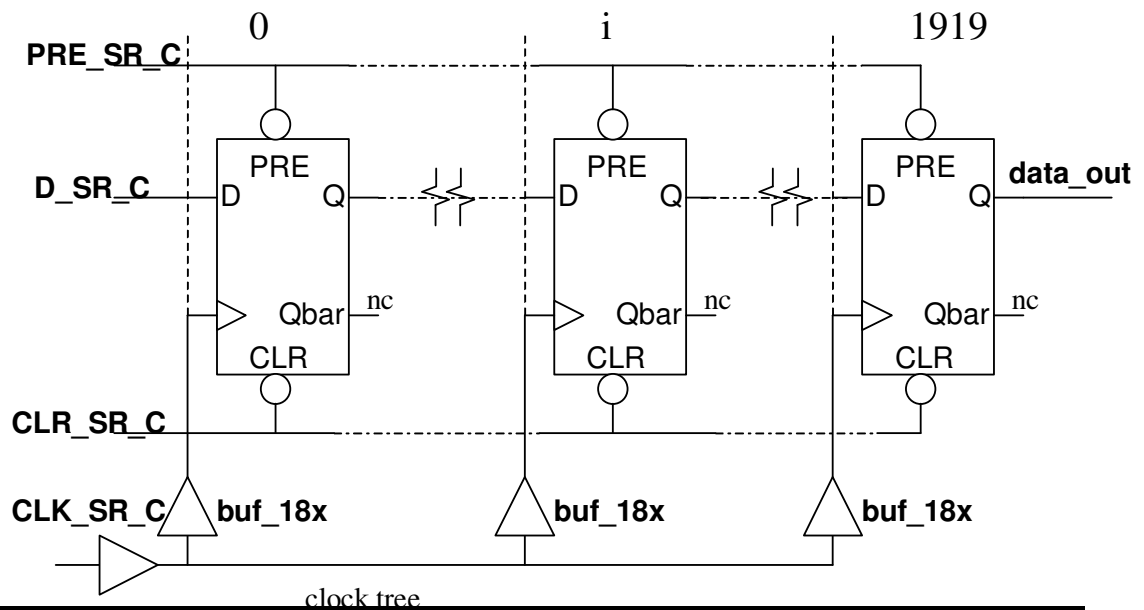 0 i 1919
PRE_SR_C
PRE PRE PRE
D_SR_C D Q D Q D Q data_out
Qbar nc Qbar nc Qbar nc
CLR CLR CLR
CLR_SR_C
CLK_SR_C buf_18x buf_18x buf_18x
clock tree